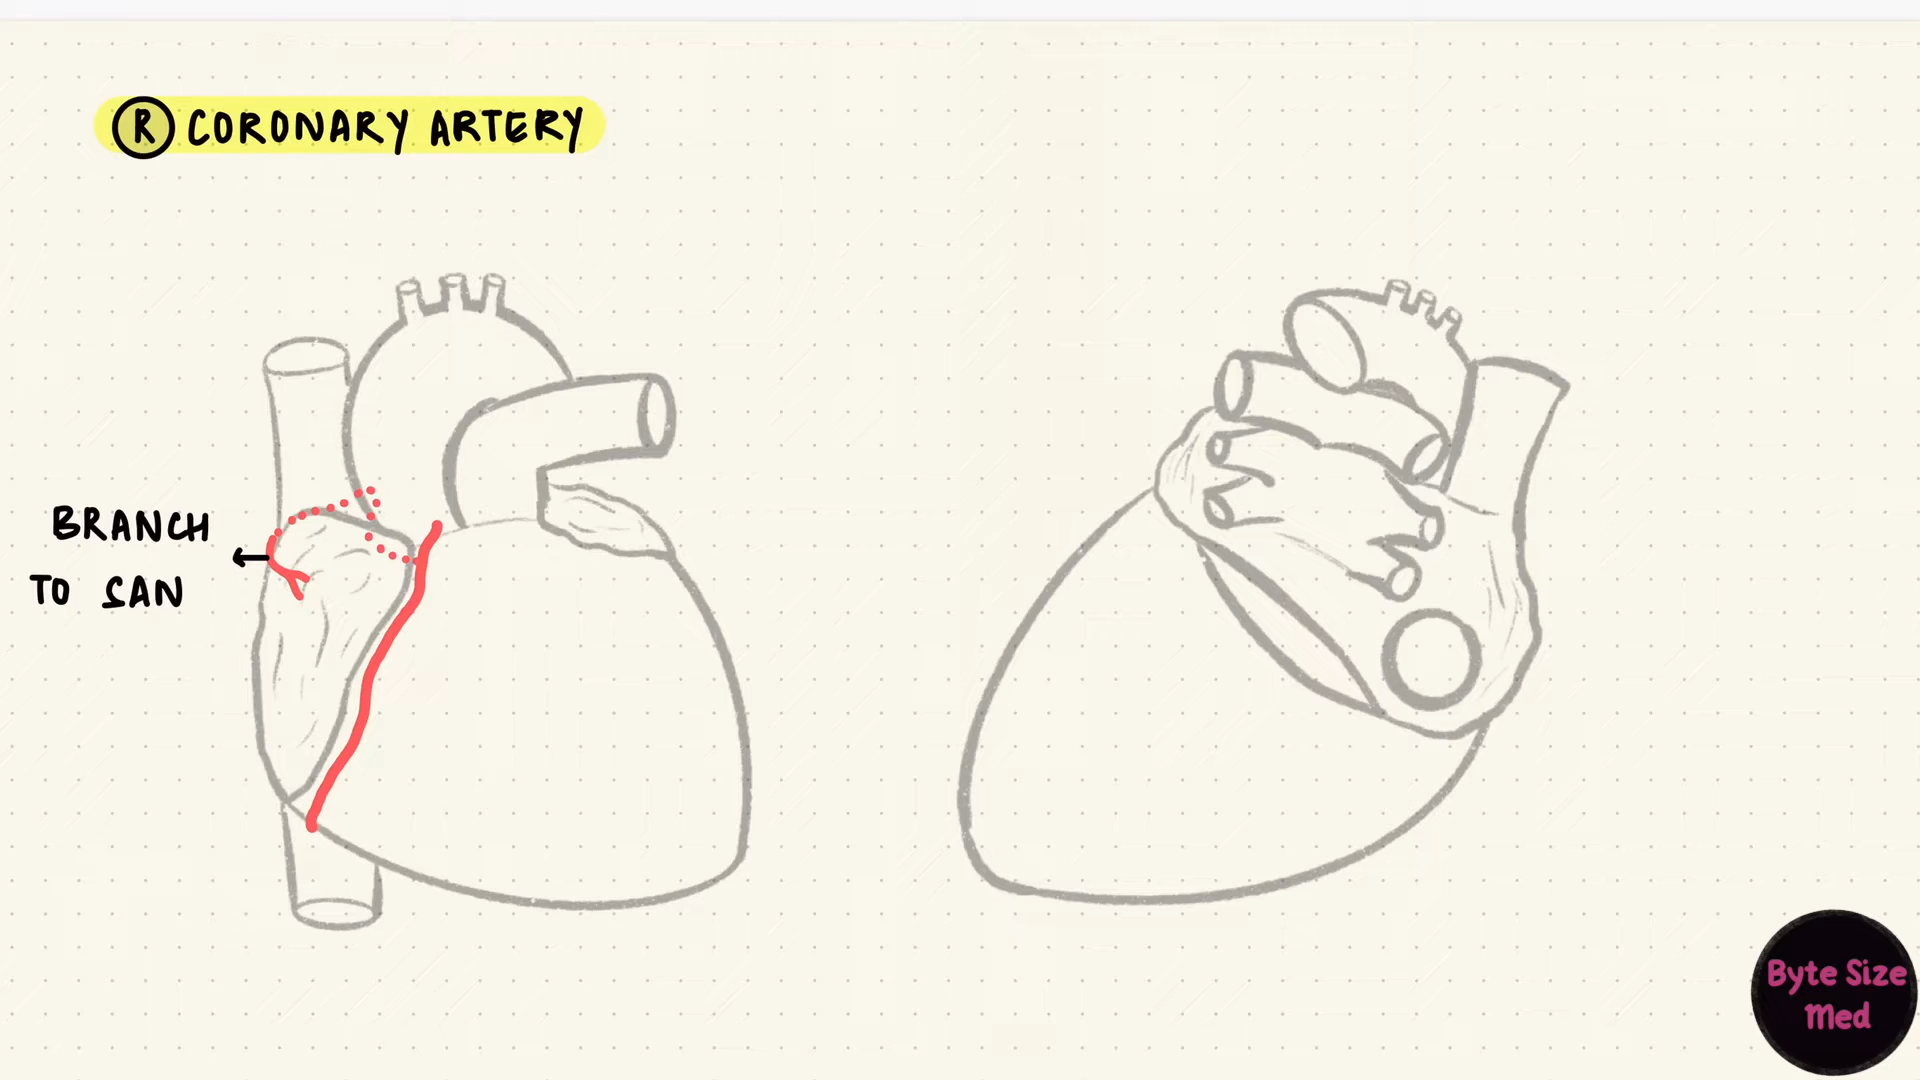 R CORONARY ARTERY
BRANCH
TO SAN
Byte Size
Med